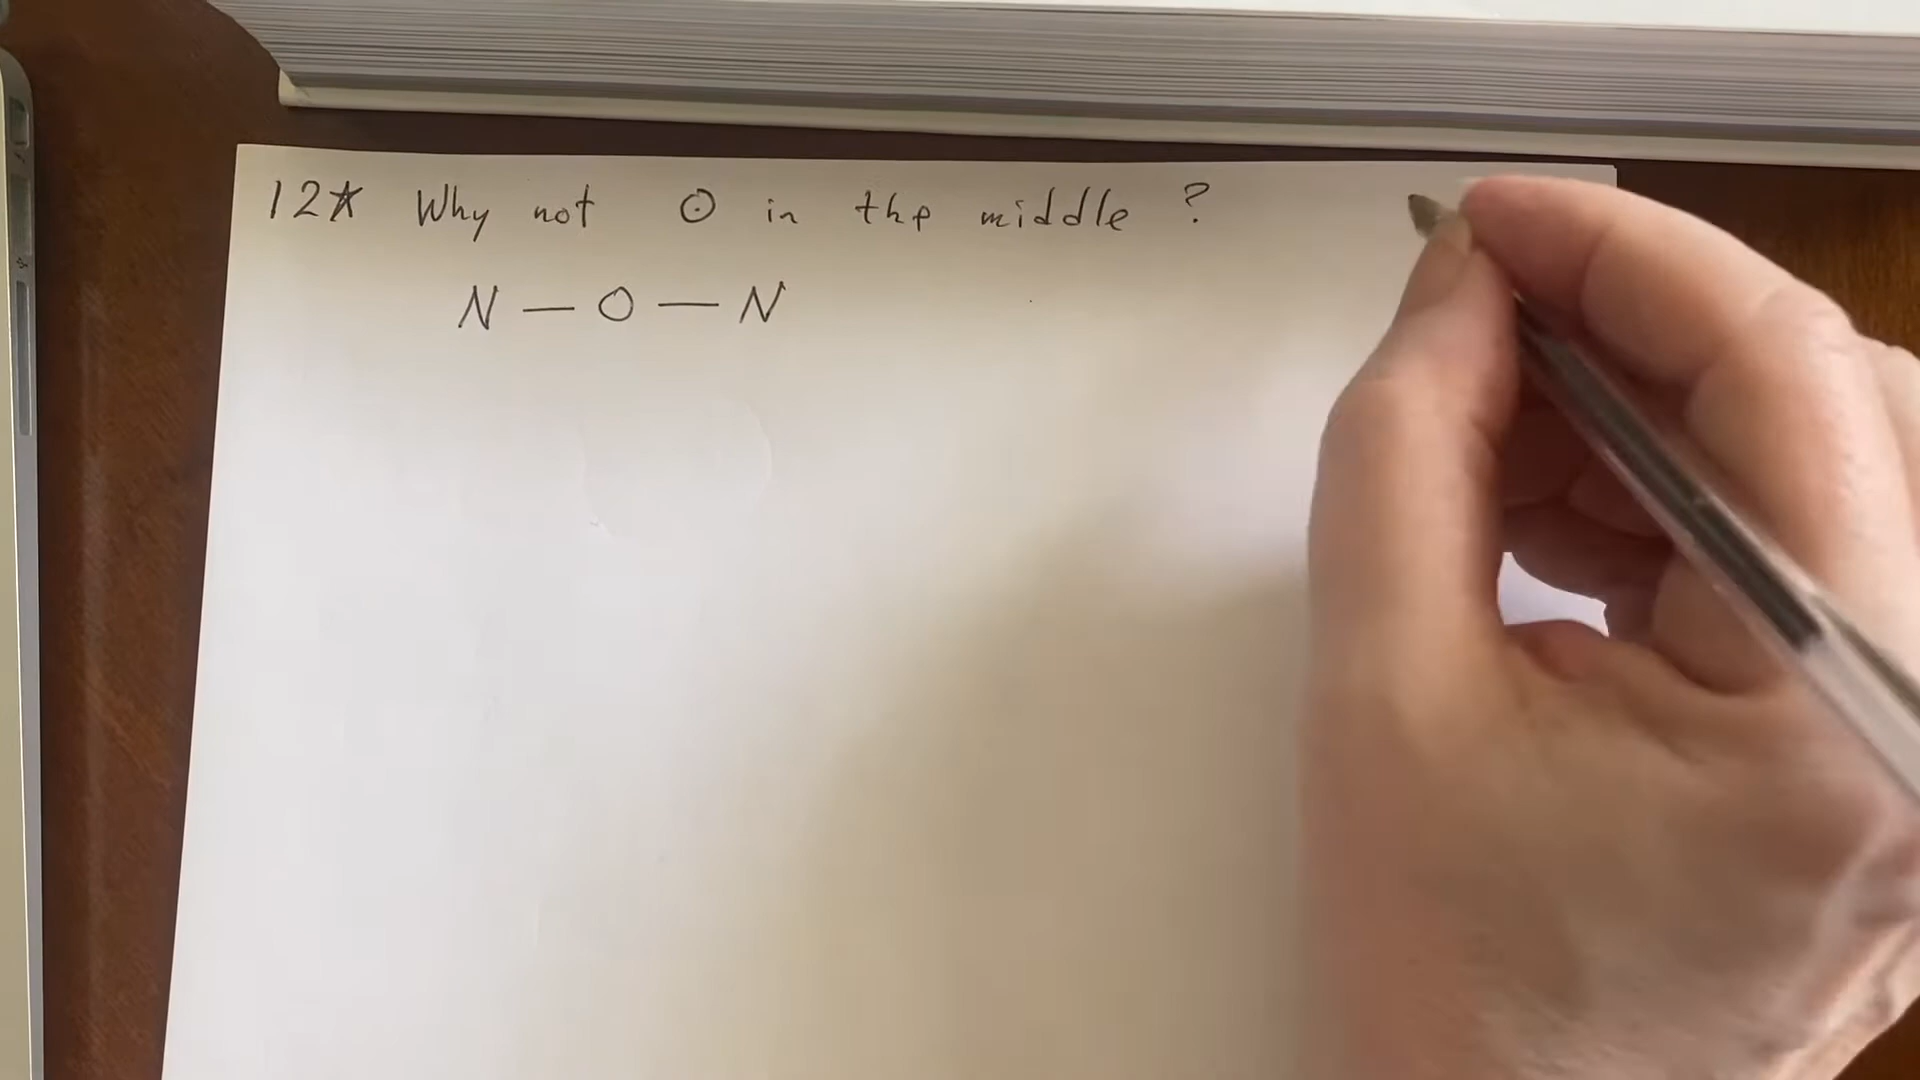 12* Why not O in the middle ?
N — O — N